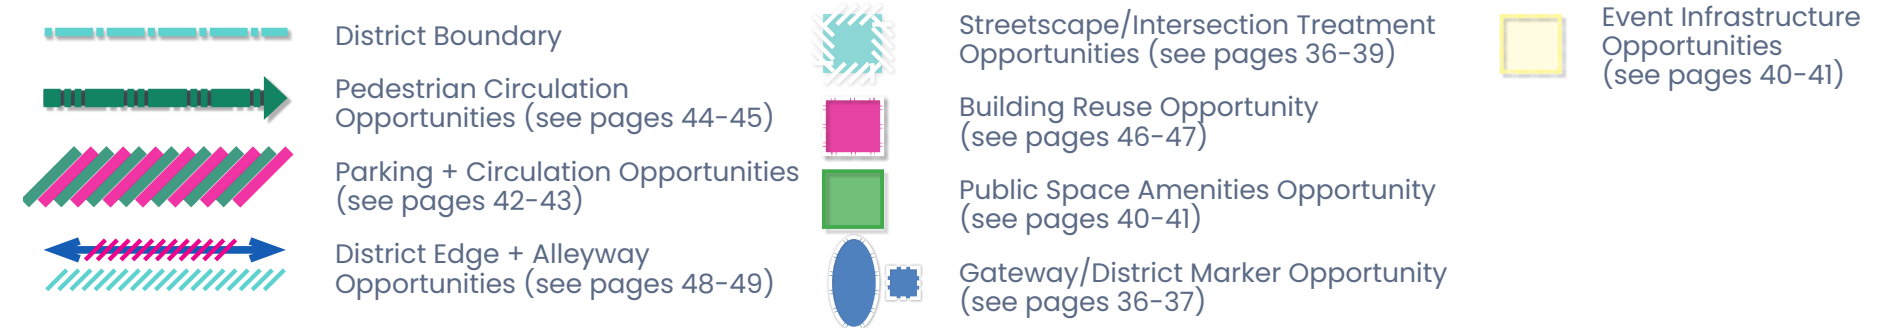 District Boundary
Pedestrian Circulation
Opportunities (see pages 44-45)
Parking + Circulation Opportunities
(see pages 42-43)
District Edge + Alleyway
Opportunities (see pages 48-49)
Streetscape/Intersection Treatment
Opportunities (see pages 36-39)
Building Reuse Opportunity
(see pages 46-47)
Public Space Amenities Opportunity
(see pages 40-41)
Gateway/District Marker Opportunity
(see pages 36-37)
Event Infrastructure
Opportunities
(see pages 40-41)